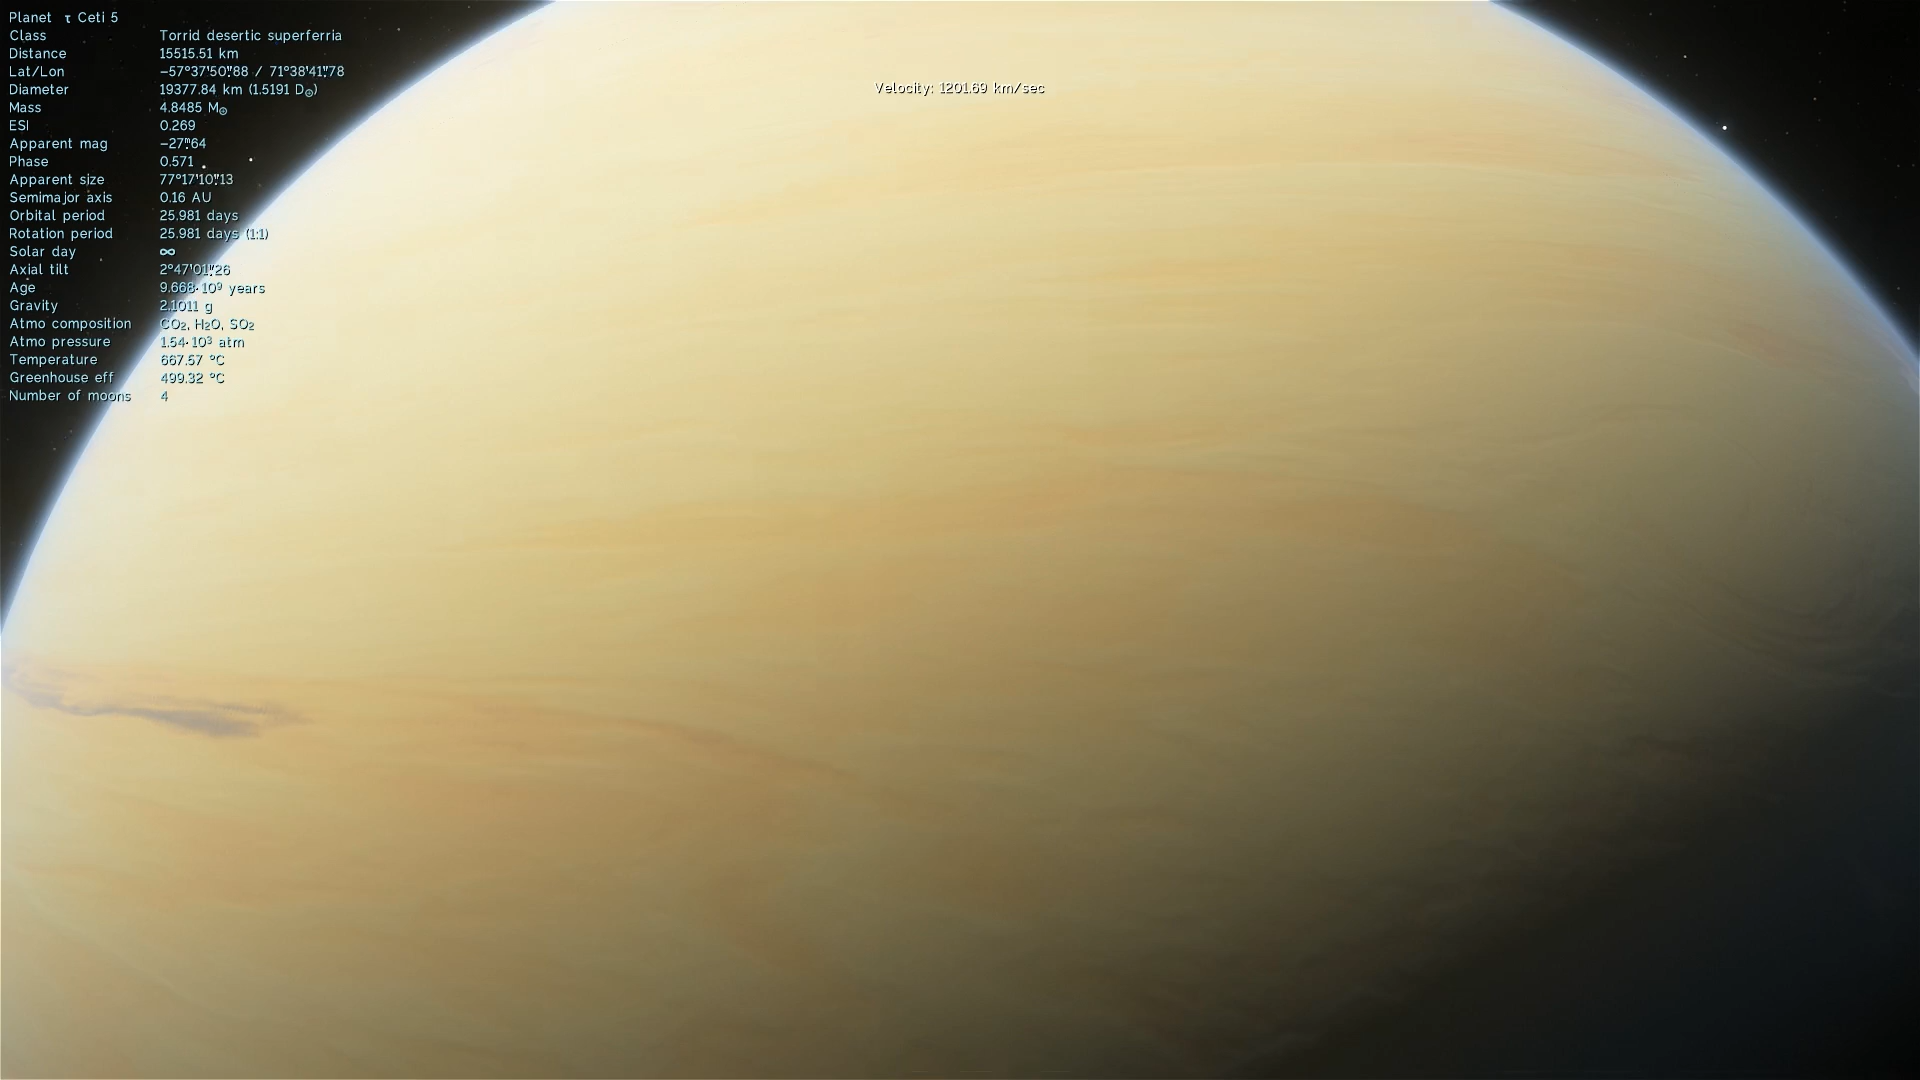 Planet τ Ceti 5
Class Torrid desertic superferria
Distance 15515.51 km
Lat/Lon −57°37'50"88 / 71°38'41"78
Velocity: 1201.69 km/sec
Diameter 19377.84 km (1.5191 D⊕)
Mass 4.8485 M⊕
ESI 0.269
Apparent mag −27ᵐ64
Phase 0.571
Apparent size 77°17'10"13
Semimajor axis 0.16 AU
Orbital period 25.981 days
Rotation period 25.981 days (1:1)
Solar day ∞
Axial tilt 2°47'01"26
Age 9.668·10⁹ years
Gravity 2.1011 g
Atmo composition CO₂, H₂O, SO₂
Atmo pressure 1.54·10³ atm
Temperature 667.57 °C
Greenhouse eff 499.32 °C
Number of moons 4